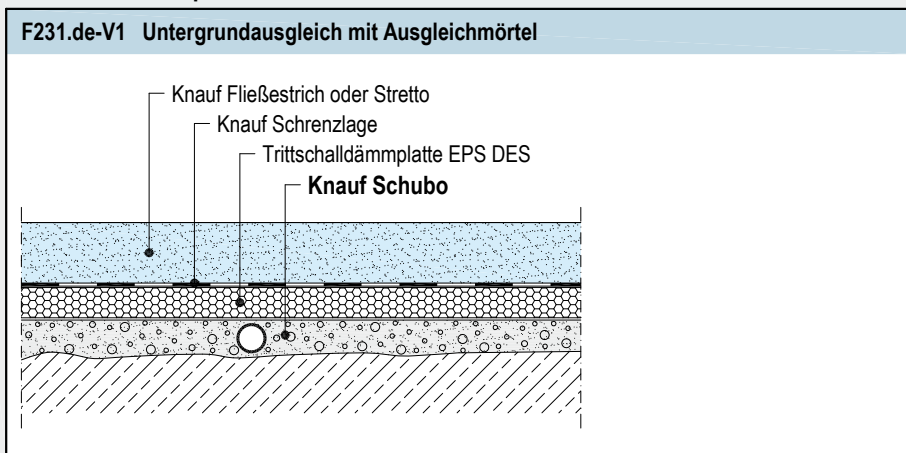 F231.de-V1 Untergrundausgleich mit Ausgleichmörtel
Knauf Fließestrich oder Stretto
Knauf Schrenzlage
Trittschalldämmplatte EPS DES
Knauf Schubo